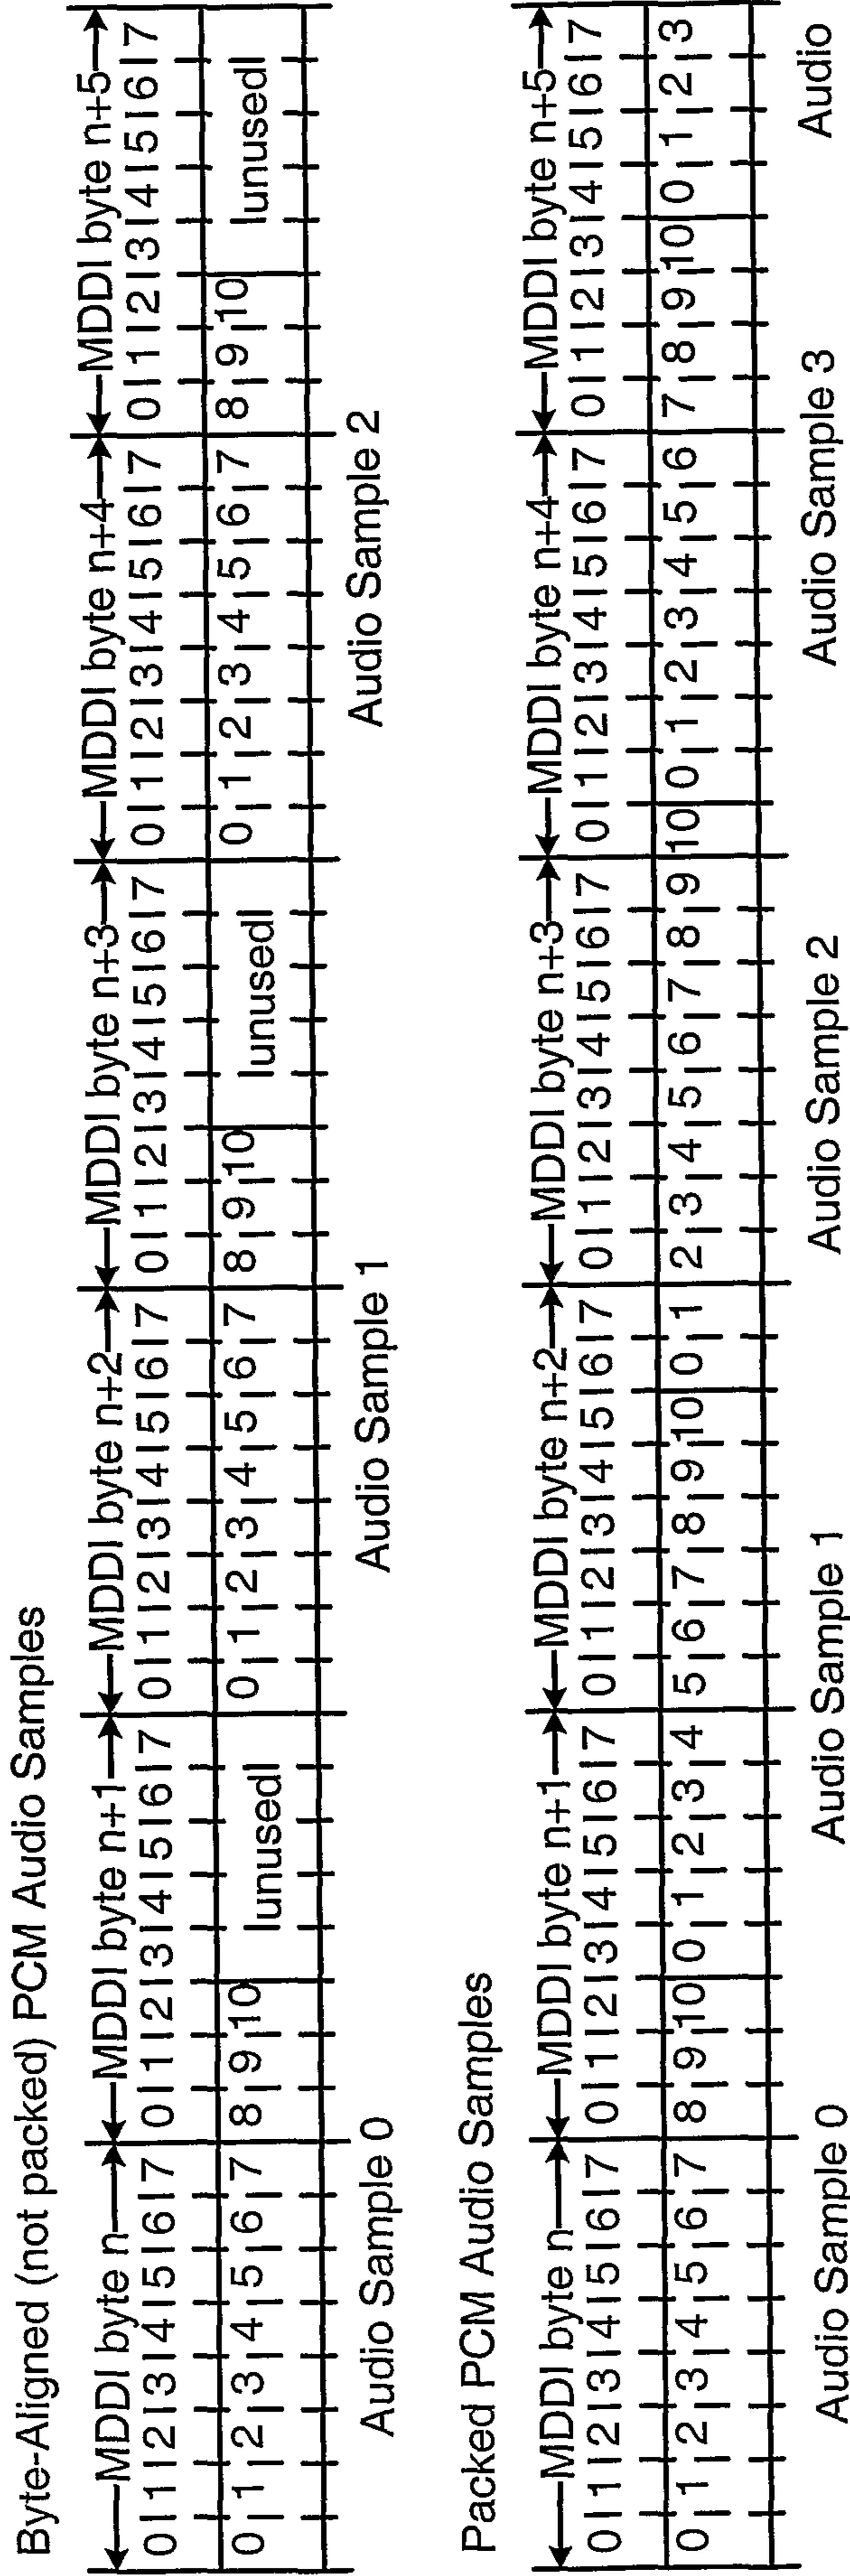 Byte-Aligned (not packed) PCM Audio Samples
MDDI byte n MDDI byte n+1 MDDI byte n+2 MDDI byte n+3 MDDI byte n+4 MDDI byte n+5
0 1 2 3 4 5 6 7 0 1 2 3 4 5 6 7 0 1 2 3 4 5 6 7 0 1 2 3 4 5 6 7 0 1 2 3 4 5 6 7 0 1 2 3 4 5 6 7
0 1 2 3 4 5 6 7 8 9 10 unused 0 1 2 3 4 5 6 7 8 9 10 unused 0 1 2 3 4 5 6 7 8 9 10 unused
Audio Sample 0 Audio Sample 1 Audio Sample 2
Packed PCM Audio Samples
MDDI byte n MDDI byte n+1 MDDI byte n+2 MDDI byte n+3 MDDI byte n+4 MDDI byte n+5
0 1 2 3 4 5 6 7 0 1 2 3 4 5 6 7 0 1 2 3 4 5 6 7 0 1 2 3 4 5 6 7 0 1 2 3 4 5 6 7 0 1 2 3 4 5 6 7
0 1 2 3 4 5 6 7 8 9 10 0 1 2 3 4 5 6 7 8 9 10 0 1 2 3 4 5 6 7 8 9 10 0 1 2 3 4 5 6 7 8 9 10 0 1 2 3
Audio Sample 0 Audio Sample 1 Audio Sample 2 Audio Sample 3 Audio